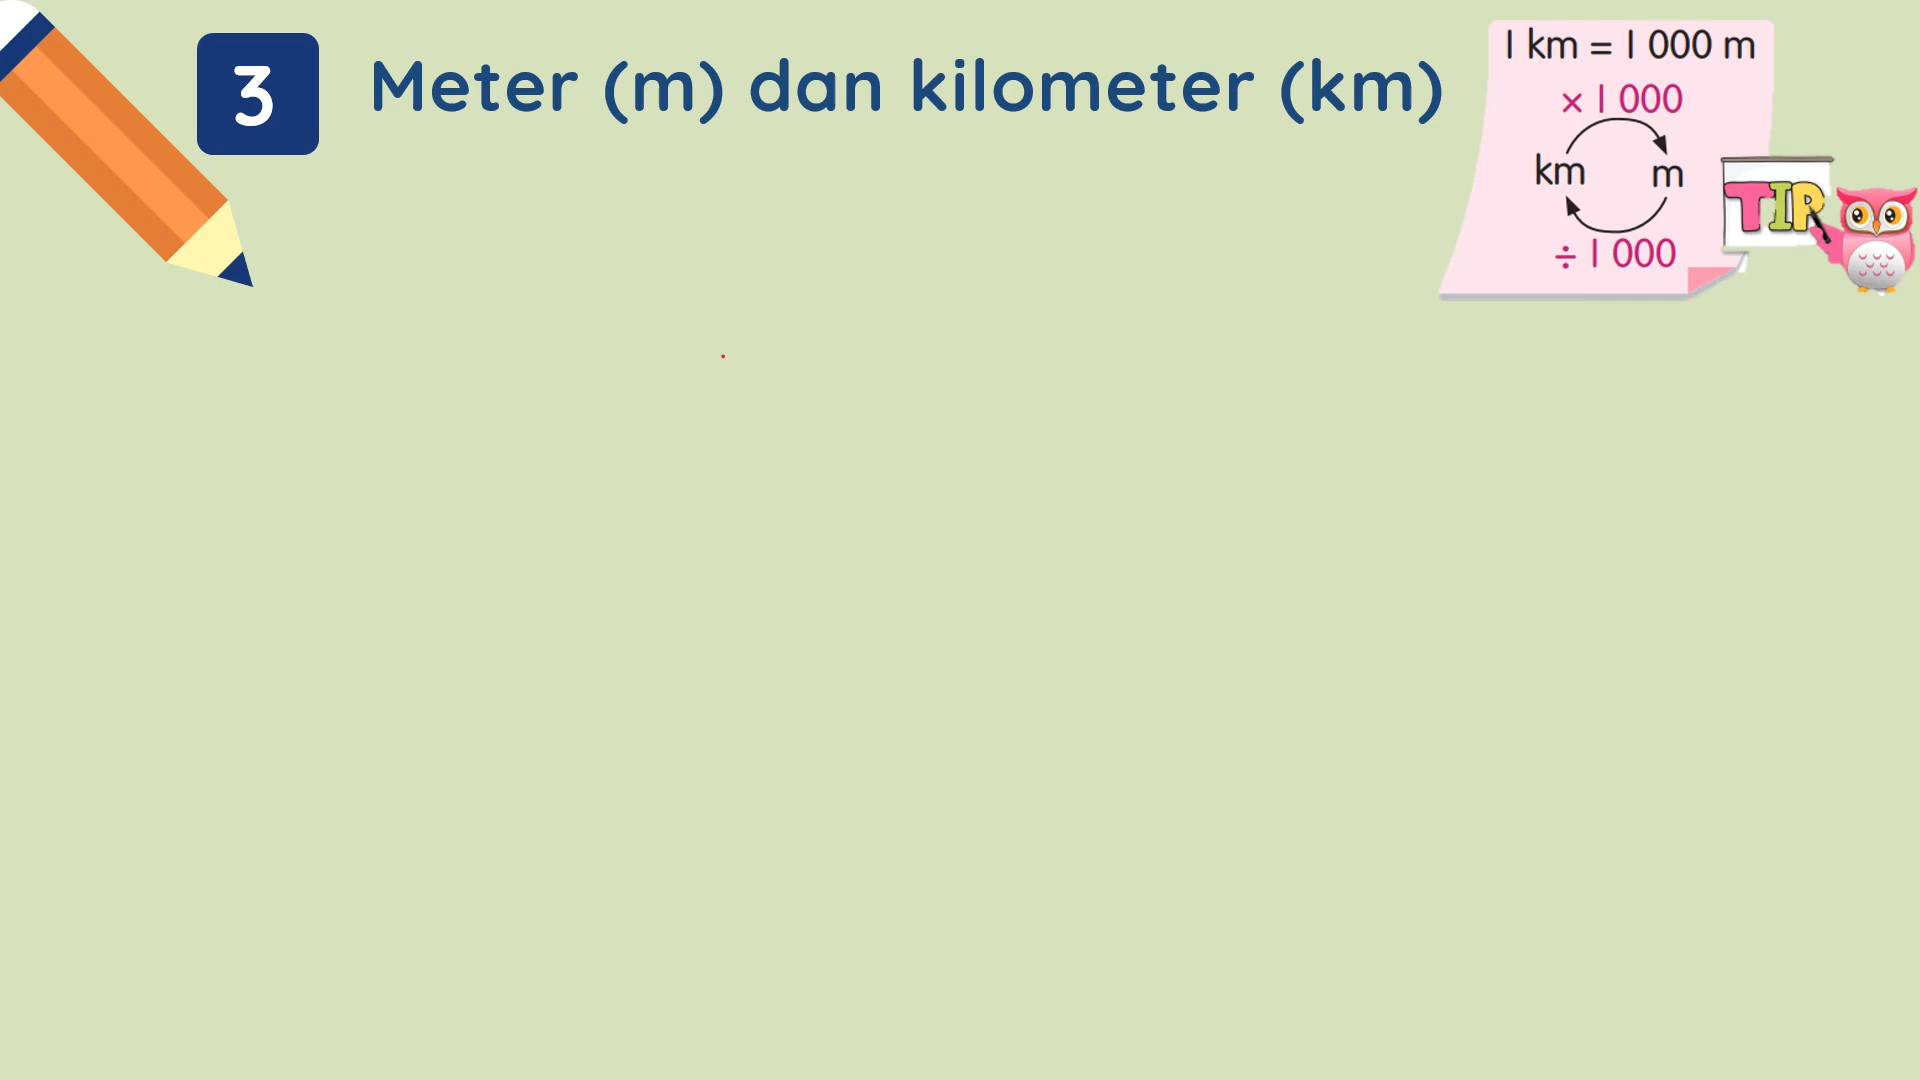 3
Meter (m) dan kilometer (km)
1 km = 1 000 m
× 1 000
km m
÷ 1 000
TIP